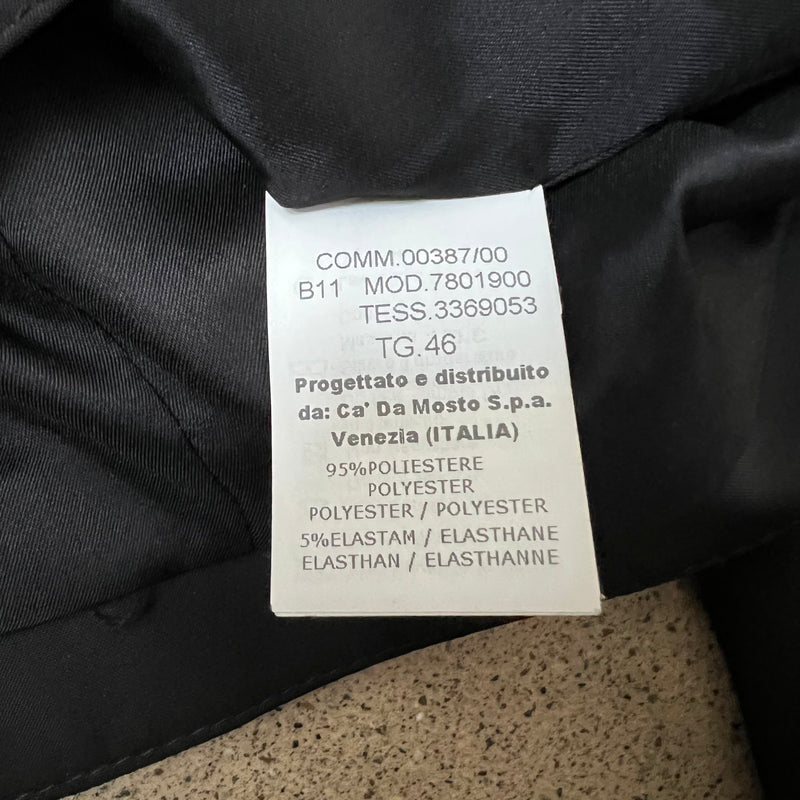 COMM.00387/00
B11 MOD.7801900
TESS.3369053
TG.46
Progettato e distribuito
da: Ca' Da Mosto S.p.a.
Venezia (ITALIA)
95%POLIESTERE
POLYESTER
POLYESTER / POLYESTER
5%ELASTAM / ELASTHANE
ELASTHAN / ELASTHANNE